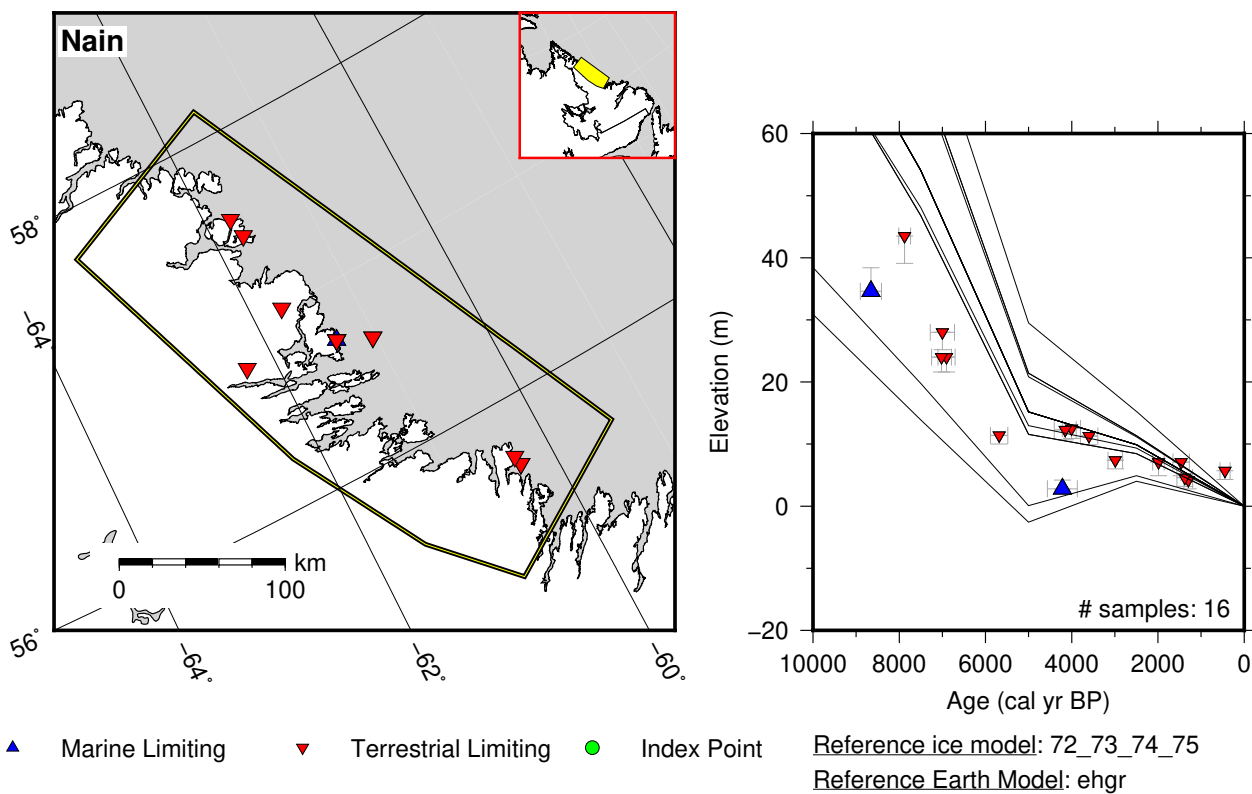 Nain
58°
−64°
56°
−64°
−62°
−60°
km
0 100
60
40
20
0
−20
Elevation (m)
# samples: 16
10000 8000 6000 4000 2000 0
Age (cal yr BP)
Marine Limiting Terrestrial Limiting Index Point
Reference ice model: 72_73_74_75
Reference Earth Model: ehgr